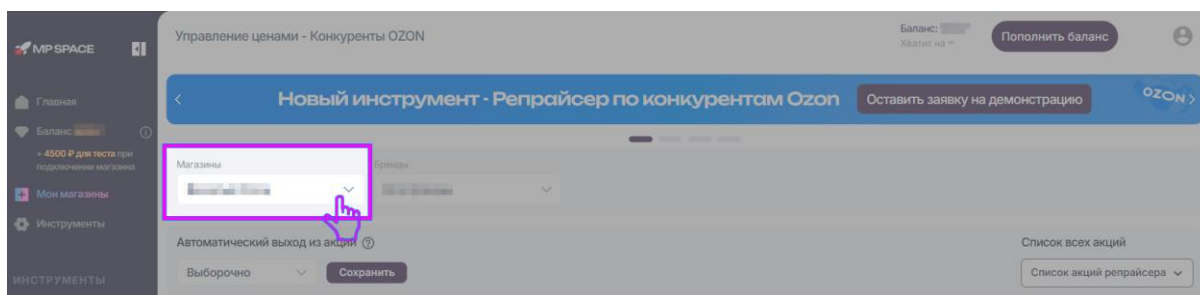 MP SPACE
Управление ценами - Конкуренты OZON
Баланс:
Хватит на ~
Пополнить баланс
Главная
Баланс
+ 4500 ₽ для теста при
подключении магазина
Мои магазины
Инструменты
ИНСТРУМЕНТЫ
Новый инструмент - Репрайсер по конкурентам Ozon
Оставить заявку на демонстрацию
OZON
Магазины
Бренды
Автоматический выход из акций
Список всех акций
Выборочно
Сохранить
Список акций репрайсера